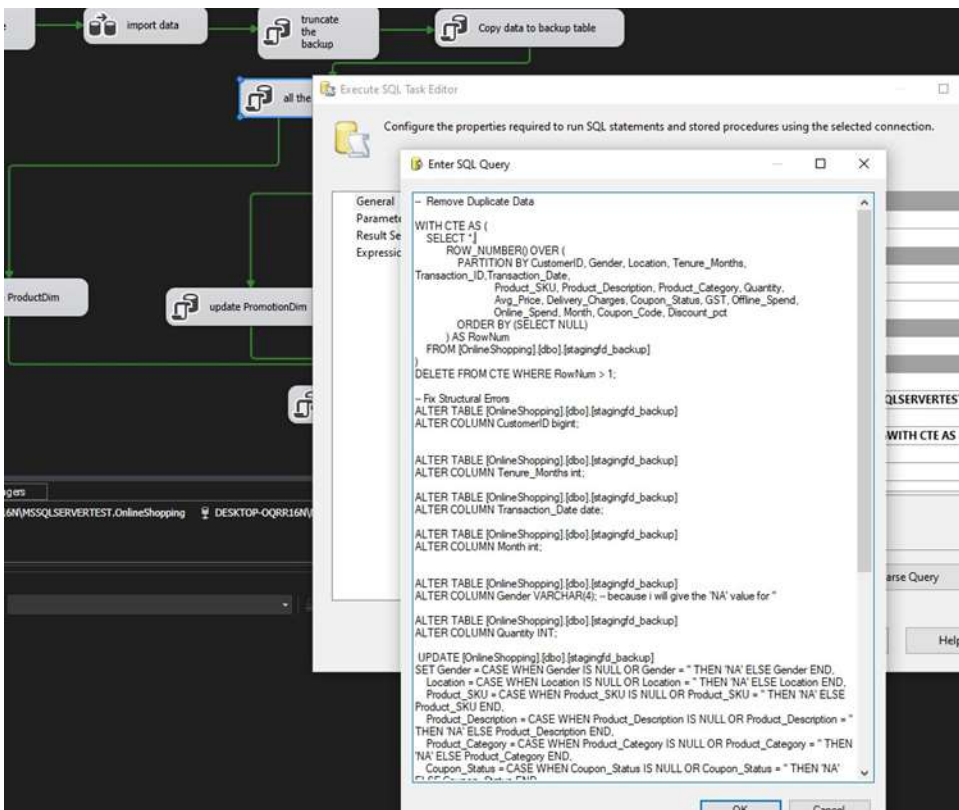 import data
truncate
the
backup
Copy data to backup table
all the
Execute SQL Task Editor
Configure the properties required to run SQL statements and stored procedures using the selected connection.
Enter SQL Query
General
Paramete
Result Se
Expressic
-- Remove Duplicate Data
WITH CTE AS (
SELECT *,
ROW_NUMBER() OVER (
PARTITION BY CustomerID, Gender, Location, Tenure_Months,
Transaction_ID,Transaction_Date,
Product_SKU, Product_Description, Product_Category, Quantity,
Avg_Price, Delivery_Charges, Coupon_Status, GST, Offline_Spend,
Online_Spend, Month, Coupon_Code, Discount_pct
ORDER BY (SELECT NULL)
) AS RowNum
FROM [OnlineShopping].[dbo].[stagingfd_backup]
)
DELETE FROM CTE WHERE RowNum > 1;
-- Fix Structural Errors
ALTER TABLE [OnlineShopping].[dbo].[stagingfd_backup]
ALTER COLUMN CustomerID bigint;
ALTER TABLE [OnlineShopping].[dbo].[stagingfd_backup]
ALTER COLUMN Tenure_Months int;
ALTER TABLE [OnlineShopping].[dbo].[stagingfd_backup]
ALTER COLUMN Transaction_Date date;
ALTER TABLE [OnlineShopping].[dbo].[stagingfd_backup]
ALTER COLUMN Month int;
ALTER TABLE [OnlineShopping].[dbo].[stagingfd_backup]
ALTER COLUMN Gender VARCHAR(4); -- because i will give the 'NA' value for ''
ALTER TABLE [OnlineShopping].[dbo].[stagingfd_backup]
ALTER COLUMN Quantity INT;
UPDATE [OnlineShopping].[dbo].[stagingfd_backup]
SET Gender = CASE WHEN Gender IS NULL OR Gender = '' THEN 'NA' ELSE Gender END,
Location = CASE WHEN Location IS NULL OR Location = '' THEN 'NA' ELSE Location END,
Product_SKU = CASE WHEN Product_SKU IS NULL OR Product_SKU = '' THEN 'NA' ELSE
Product_SKU END,
Product_Description = CASE WHEN Product_Description IS NULL OR Product_Description = ''
THEN 'NA' ELSE Product_Description END,
Product_Category = CASE WHEN Product_Category IS NULL OR Product_Category = '' THEN
'NA' ELSE Product_Category END,
Coupon_Status = CASE WHEN Coupon_Status IS NULL OR Coupon_Status = '' THEN 'NA'
ELSE Coupon_Status END
OK
Cancel
ProductDim
update PromotionDim
QLSERVERTEST
WITH CTE AS
arse Query
Help
agers
16N\MSSQLSERVERTEST.OnlineShopping
DESKTOP-OQRR16N\